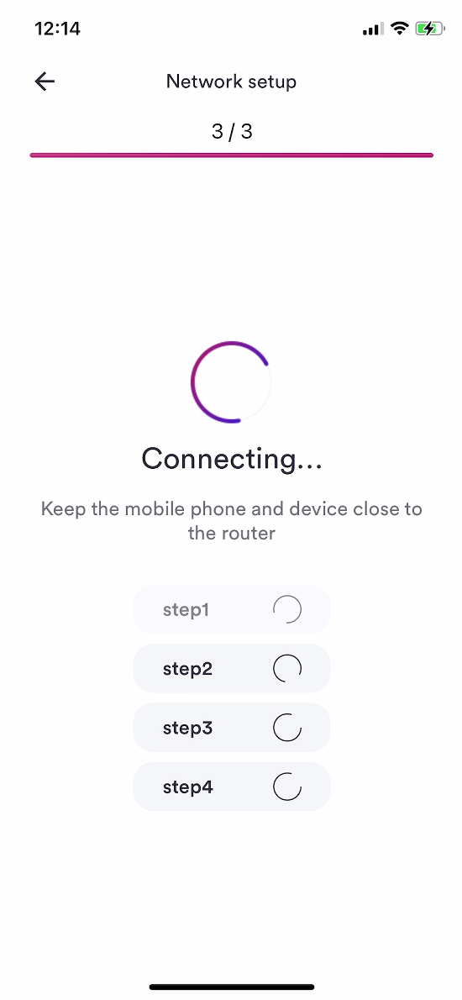 12:14
Network setup
3 / 3
Connecting...
Keep the mobile phone and device close to
the router
step1
step2
step3
step4